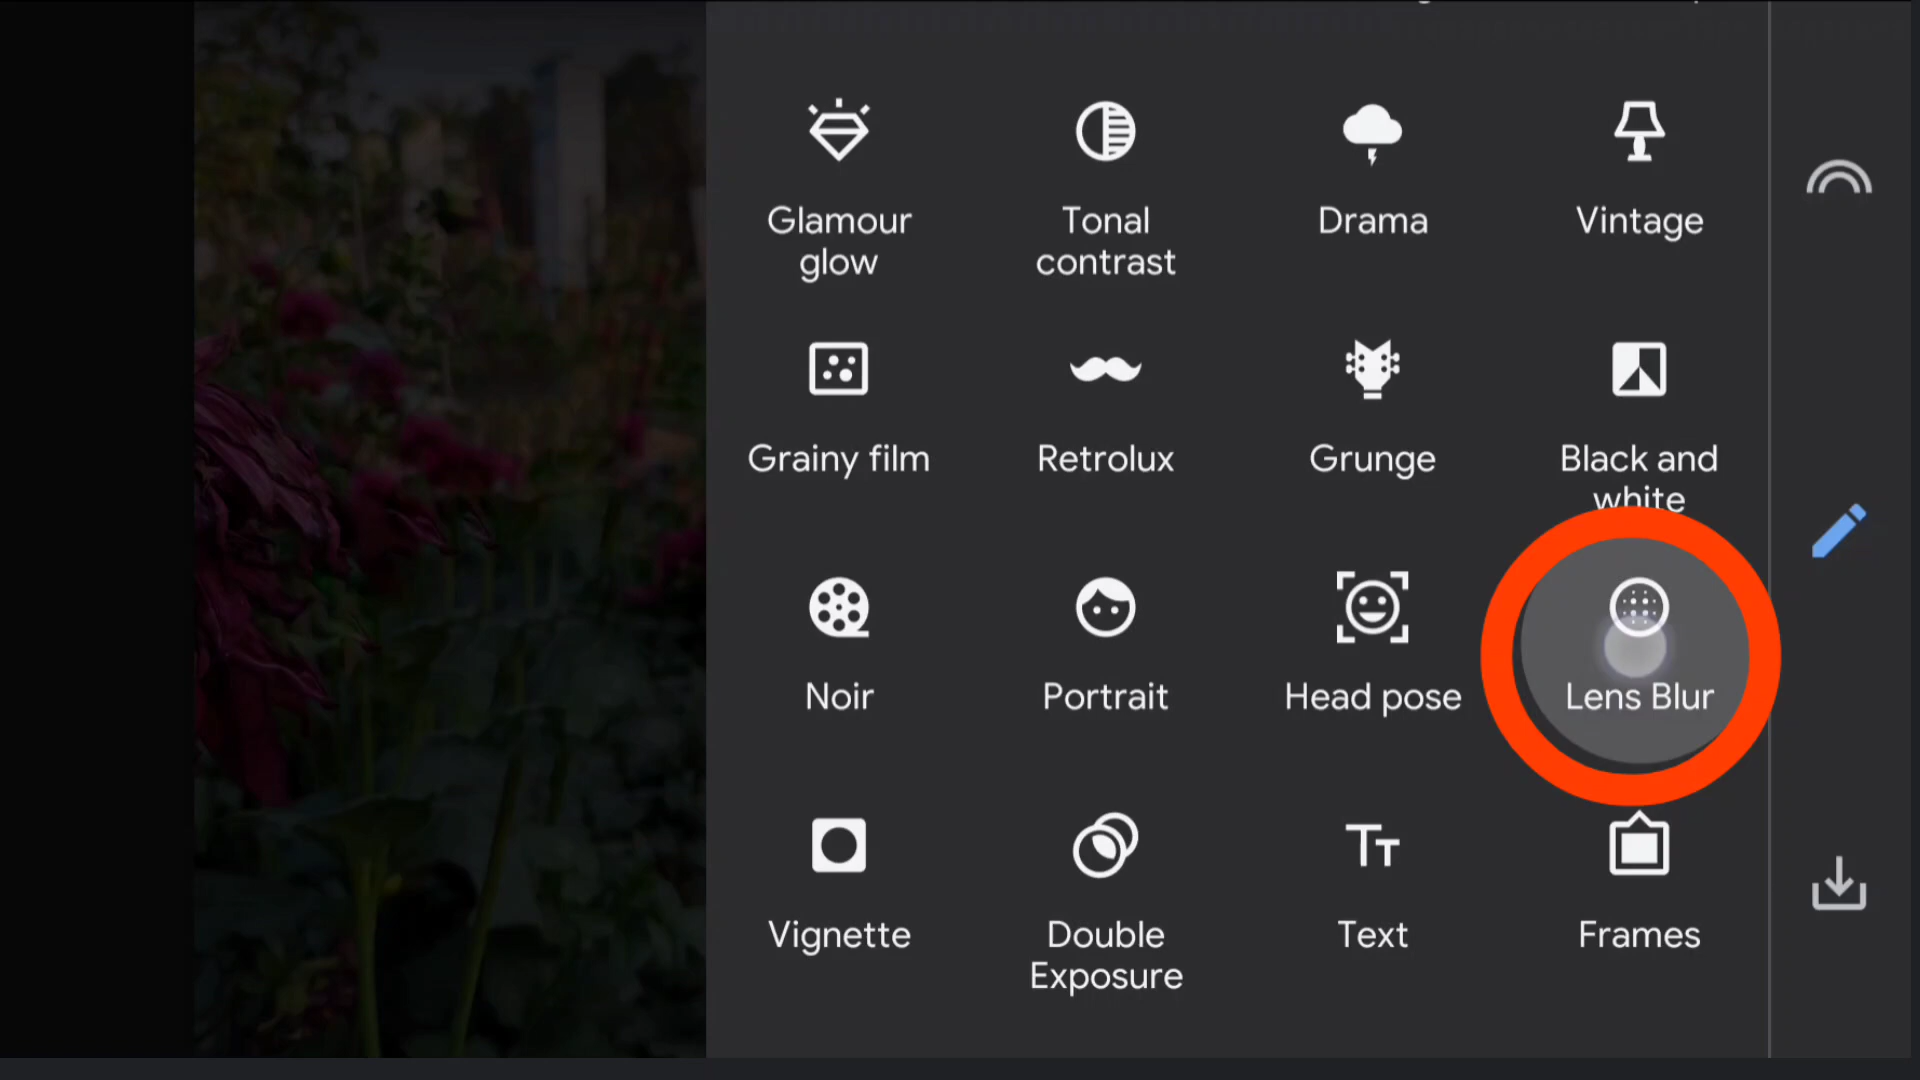 Glamour
glow
Tonal
contrast
Drama
Vintage
Grainy film
Retrolux
Grunge
Black and
white
Noir
Portrait
Head pose
Lens Blur
Vignette
Double
Exposure
Text
Frames